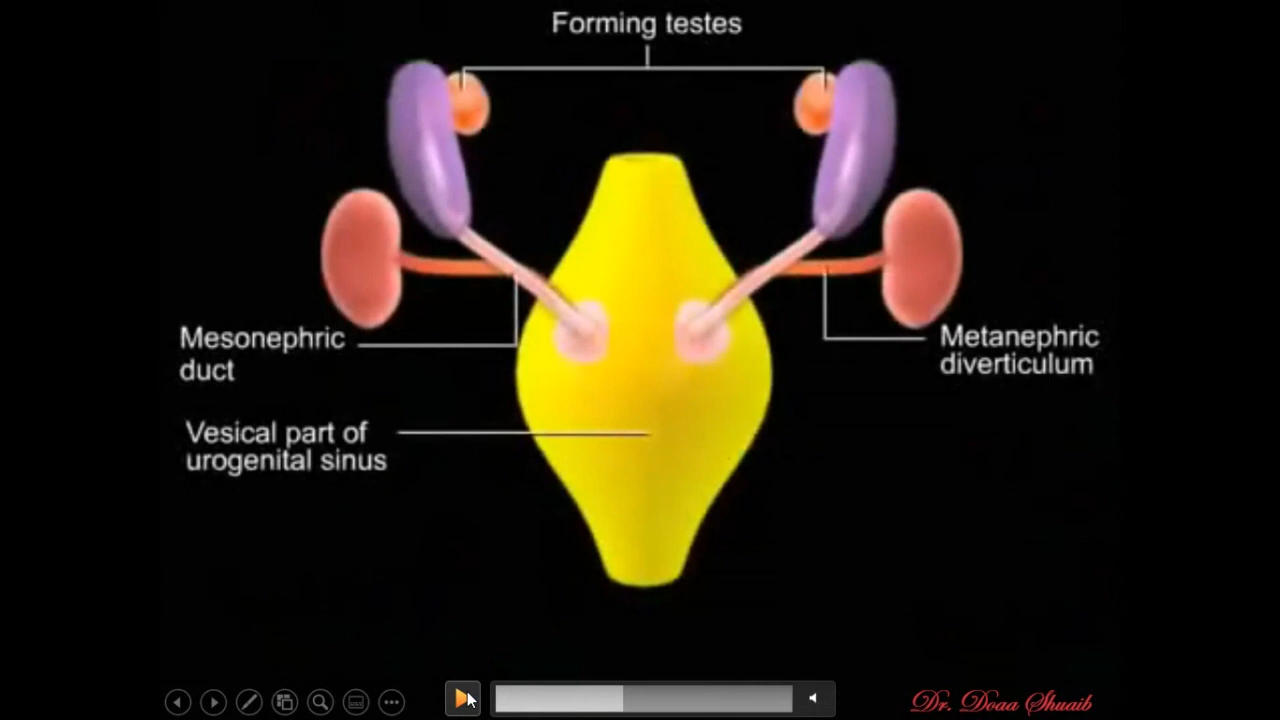 Forming testes
Mesonephric
duct
Metanephric
diverticulum
Vesical part of
urogenital sinus
Dr. Doaa Shuaib